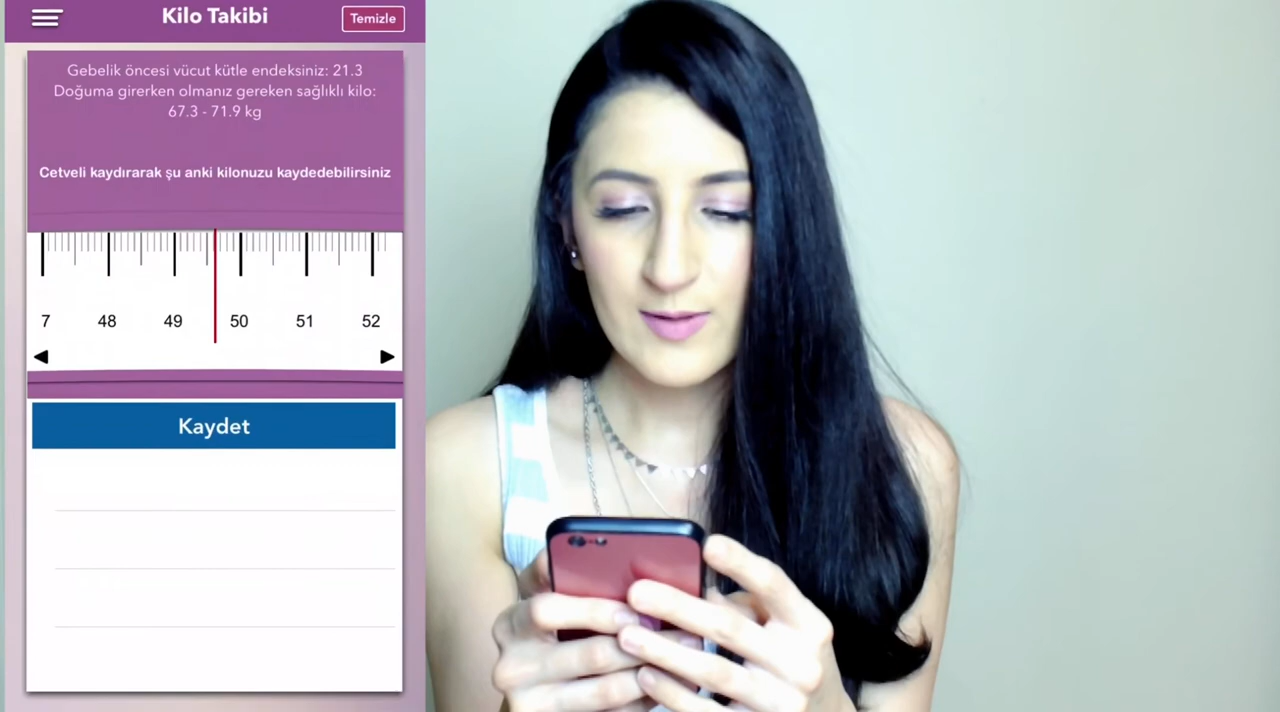 Kilo Takibi
Temizle
Gebelik öncesi vücut kütle endeksiniz: 21.3
Doğuma girerken olmanız gereken sağlıklı kilo:
67.3 - 71.9 kg
Cetveli kaydırarak şu anki kilonuzu kaydedebilirsiniz
7 48 49 50 51 52
Kaydet